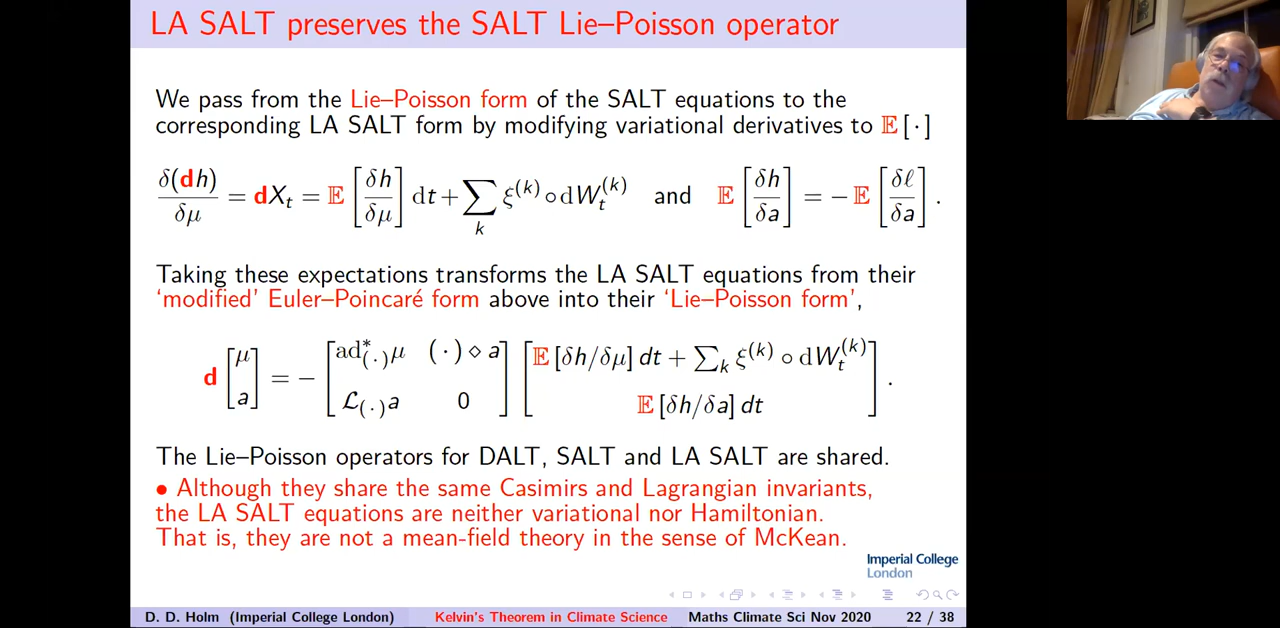 LA SALT preserves the SALT Lie–Poisson operator
We pass from the Lie–Poisson form of the SALT equations to the
corresponding LA SALT form by modifying variational derivatives to 𝔼[·]
δ(dh)/δμ = dX_t = 𝔼[δh/δμ] dt + ∑_k ξ^(k) ∘ dW_t^(k) and 𝔼[δh/δa] = −𝔼[δℓ/δa].
Taking these expectations transforms the LA SALT equations from their
‘modified’ Euler–Poincaré form above into their ‘Lie–Poisson form’,
d [μ; a] = − [ad*_(·) μ, (·) ⋄ a; ℒ_(·) a, 0] [𝔼[δh/δμ] dt + ∑_k ξ^(k) ∘ dW_t^(k); 𝔼[δh/δa] dt].
The Lie–Poisson operators for DALT, SALT and LA SALT are shared.
• Although they share the same Casimirs and Lagrangian invariants,
the LA SALT equations are neither variational nor Hamiltonian.
That is, they are not a mean-field theory in the sense of McKean.
Imperial College
London
D. D. Holm (Imperial College London) Kelvin's Theorem in Climate Science Maths Climate Sci Nov 2020 22 / 38